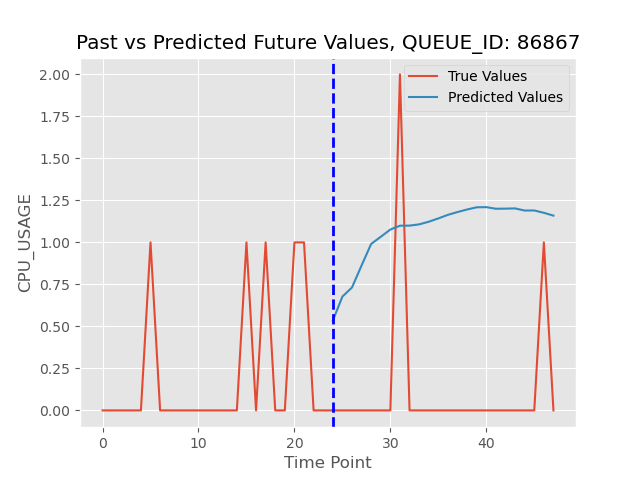 Past vs Predicted Future Values, QUEUE_ID: 86867
True Values
Predicted Values
2.00
1.75
1.50
1.25
1.00
0.75
0.50
0.25
0.00
CPU_USAGE
0 10 20 30 40
Time Point